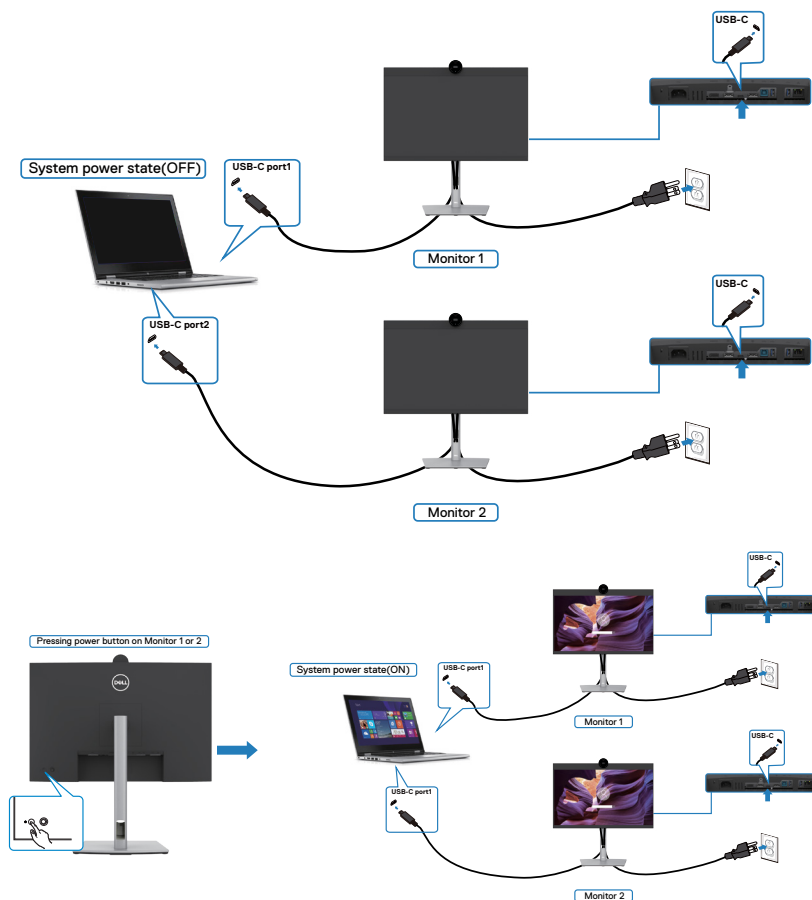 USB-C
System power state(OFF)
USB-C port1
Monitor 1
USB-C
USB-C port2
Monitor 2
USB-C
Pressing power button on Monitor 1 or 2
DELL
System power state(ON)
USB-C port1
Monitor 1
USB-C
USB-C port1
Monitor 2